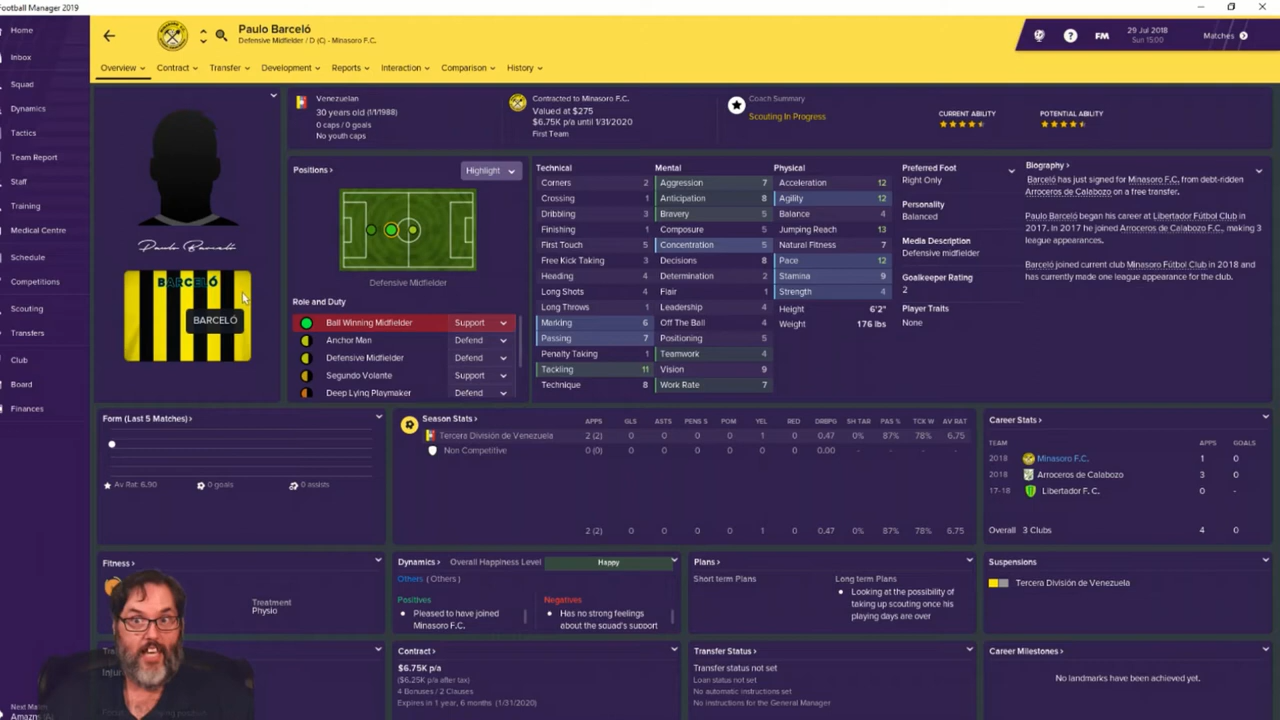 Football Manager 2019
Home
Inbox
Squad
Dynamics
Tactics
Team Report
Staff
Training
Medical Centre
Schedule
Competitions
Scouting
Transfers
Club
Board
Finances
Next Mat
Amazn
Paulo Barceló
Defensive Midfielder / D (C) - Minasoro F.C.
29 Jul 2018
Sun 15:00
FM
Matches
Overview
Contract
Transfer
Development
Reports
Interaction
Comparison
History
Paulo Barceló
BARCELÓ
BARCELÓ
Venezuelan
30 years old (1/1/1988)
0 caps / 0 goals
No youth caps
Contracted to Minasoro F.C.
Valued at $275
$6.75K p/a until 1/31/2020
First Team
Coach Summary
Scouting In Progress
CURRENT ABILITY
POTENTIAL ABILITY
Positions >
Highlight
Defensive Midfielder
Role and Duty
Ball Winning Midfielder Support
Anchor Man Defend
Defensive Midfielder Defend
Segundo Volante Support
Deep Lying Playmaker Defend
Technical
Corners 2
Crossing 1
Dribbling 3
Finishing 1
First Touch 5
Free Kick Taking 3
Heading 4
Long Shots 4
Long Throws 1
Marking 6
Passing 7
Penalty Taking 1
Tackling 11
Technique 8
Mental
Aggression 7
Anticipation 8
Bravery 5
Composure 5
Concentration 5
Decisions 8
Determination 2
Flair 1
Leadership 4
Off The Ball 4
Positioning 5
Teamwork 4
Vision 9
Work Rate 7
Physical
Acceleration 12
Agility 12
Balance 4
Jumping Reach 13
Natural Fitness 7
Pace 12
Stamina 9
Strength 4
Height 6'2"
Weight 176 lbs
Preferred Foot
Right Only
Personality
Balanced
Media Description
Defensive midfielder
Goalkeeper Rating
2
Player Traits
None
Biography >
Barceló has just signed for Minasoro F.C. from debt-ridden
Arroceros de Calabozo on a free transfer.
Paulo Barceló began his career at Libertador Fútbol Club in
2017. In 2017 he joined Arroceros de Calabozo F.C., making 3
league appearances.
Barceló joined current club Minasoro Fútbol Club in 2018 and
has currently made one league appearance for the club.
Form (Last 5 Matches) >
Av Rat: 6.90 0 goals 0 assists
Season Stats > APPS GLS ASTS PENS S POM YEL RED DRBPG SH TAR PAS % TCK W AV RAT
Tercera División de Venezuela 2 (2) 0 0 0 0 1 0 0.47 0% 87% 78% 6.75
Non Competitive 0 (0) 0 0 0 0 0 0 0.00 - - - -
2 (2) 0 0 0 0 1 0 0.47 0% 87% 78% 6.75
Career Stats >
TEAM APPS GOALS
2018 Minasoro F.C. 1 0
2018 Arroceros de Calabozo 3 0
17-18 Libertador F. C. 0 -
Overall 3 Clubs 4 0
Fitness >
Treatment
Physio
Dynamics > Overall Happiness Level Happy
Others (Others)
Positives
• Pleased to have joined
Minasoro F.C.
Negatives
• Has no strong feelings
about the squad's support
Plans >
Short term Plans
Long term Plans
• Looking at the possibility of
taking up scouting once his
playing days are over
Suspensions
Tercera División de Venezuela
Contract >
$6.75K p/a
($6.25K p/a after tax)
4 Bonuses / 2 Clauses
Expires in 1 year, 6 months (1/31/2020)
Transfer Status >
Transfer status not set
Loan status not set
No automatic instructions set
No instructions for the General Manager
Career Milestones >
No landmarks have been achieved yet.